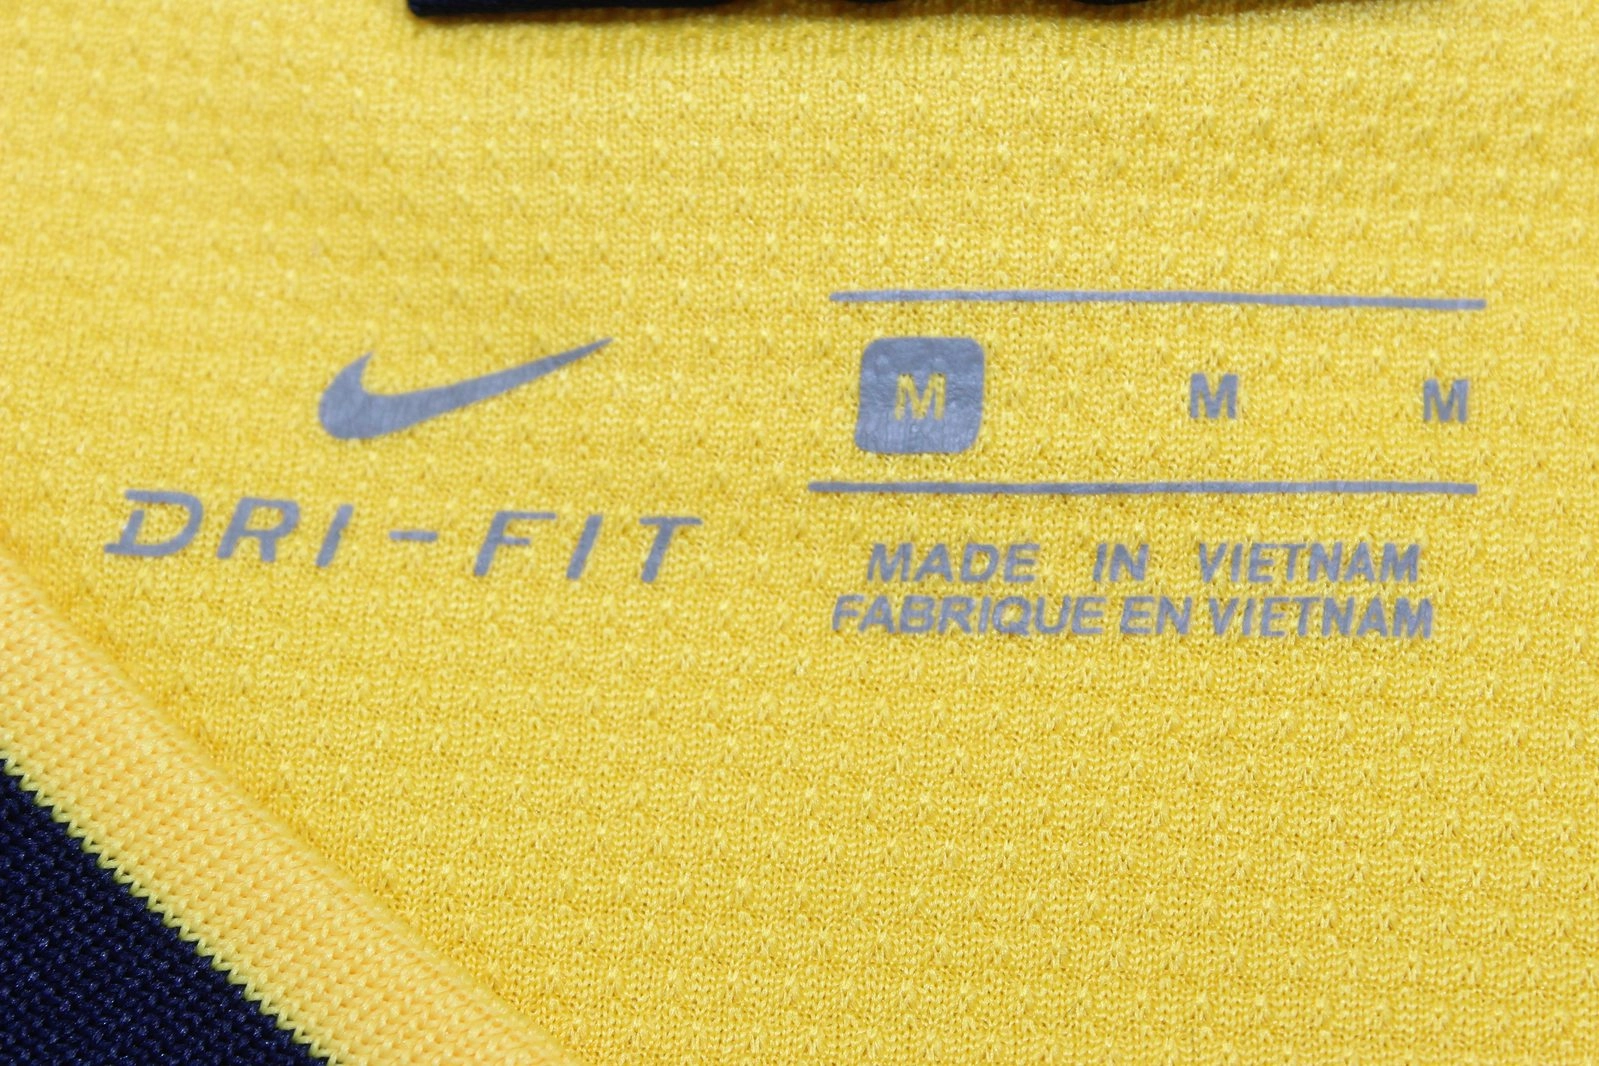 DRI-FIT
M M M
MADE IN VIETNAM
FABRIQUE EN VIETNAM